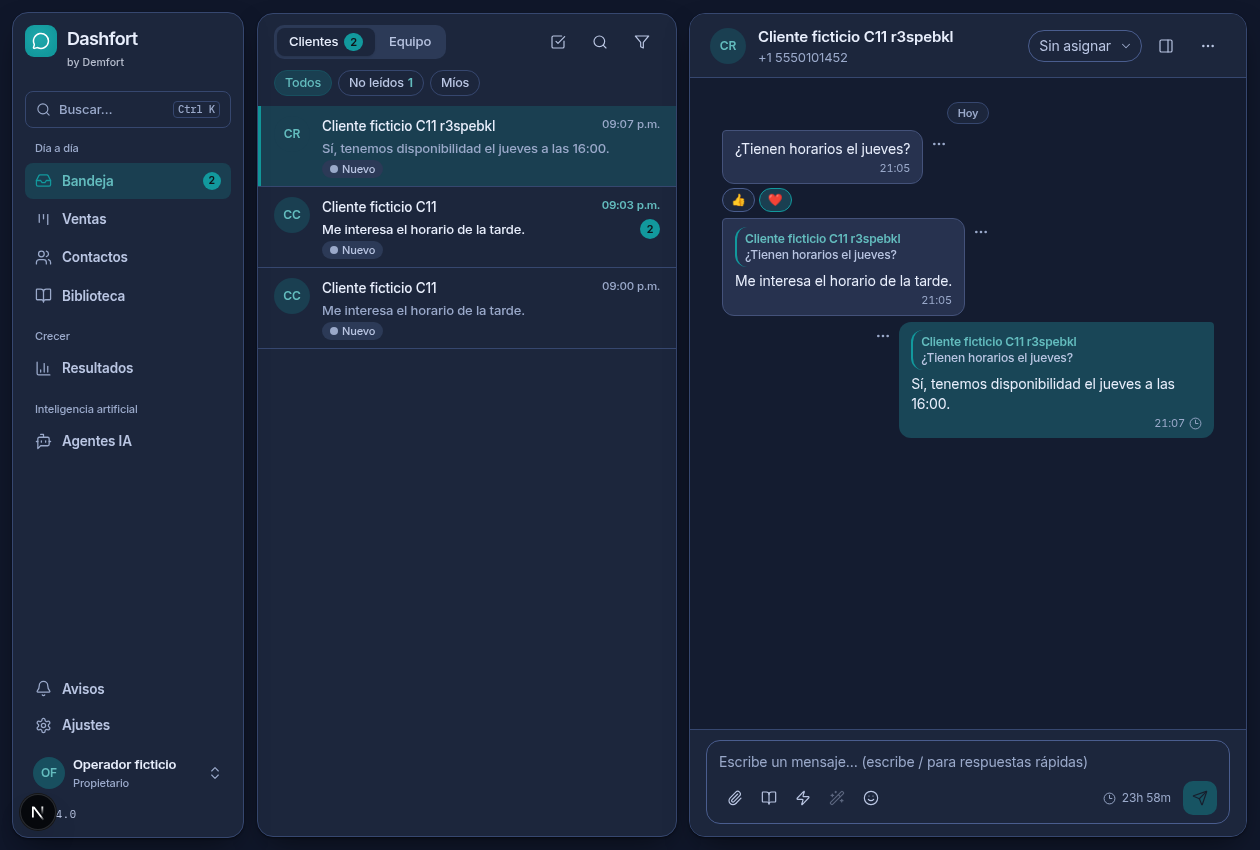 Dashfort
by Demfort
Buscar...
Ctrl K
Día a día
Bandeja
2
Ventas
Contactos
Biblioteca
Crecer
Resultados
Inteligencia artificial
Agentes IA
Avisos
Ajustes
OF
Operador ficticio
Propietario
N
4.0
Clientes 2
Equipo
Todos
No leídos 1
Míos
CR
Cliente ficticio C11 r3spebkl
09:07 p.m.
Sí, tenemos disponibilidad el jueves a las 16:00.
Nuevo
CC
Cliente ficticio C11
09:03 p.m.
Me interesa el horario de la tarde.
2
Nuevo
CC
Cliente ficticio C11
09:00 p.m.
Me interesa el horario de la tarde.
Nuevo
CR
Cliente ficticio C11 r3spebkl
+1 5550101452
Sin asignar
Hoy
¿Tienen horarios el jueves?
21:05
Cliente ficticio C11 r3spebkl
¿Tienen horarios el jueves?
Me interesa el horario de la tarde.
21:05
Cliente ficticio C11 r3spebkl
¿Tienen horarios el jueves?
Sí, tenemos disponibilidad el jueves a las
16:00.
21:07
Escribe un mensaje... (escribe / para respuestas rápidas)
23h 58m